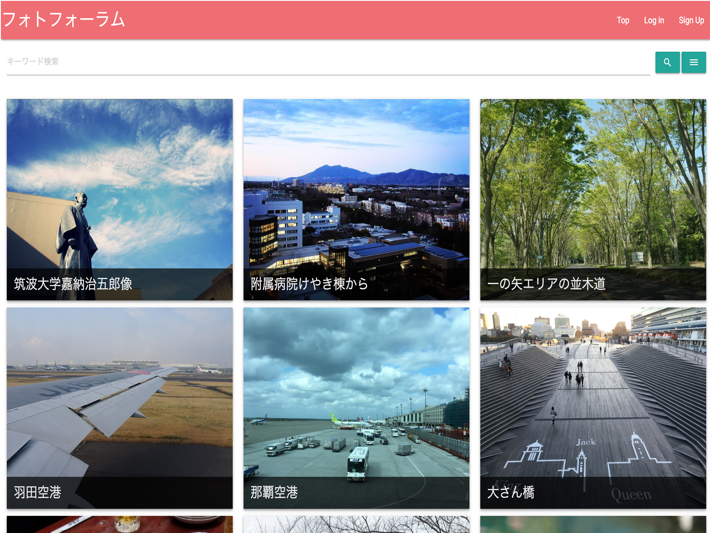 フォトフォーラム
Top Log in Sign Up
キーワード検索
筑波大学嘉納治五郎像
附属病院けやき棟から
一の矢エリアの並木道
羽田空港
那覇空港
大さん橋
Jack
Queen